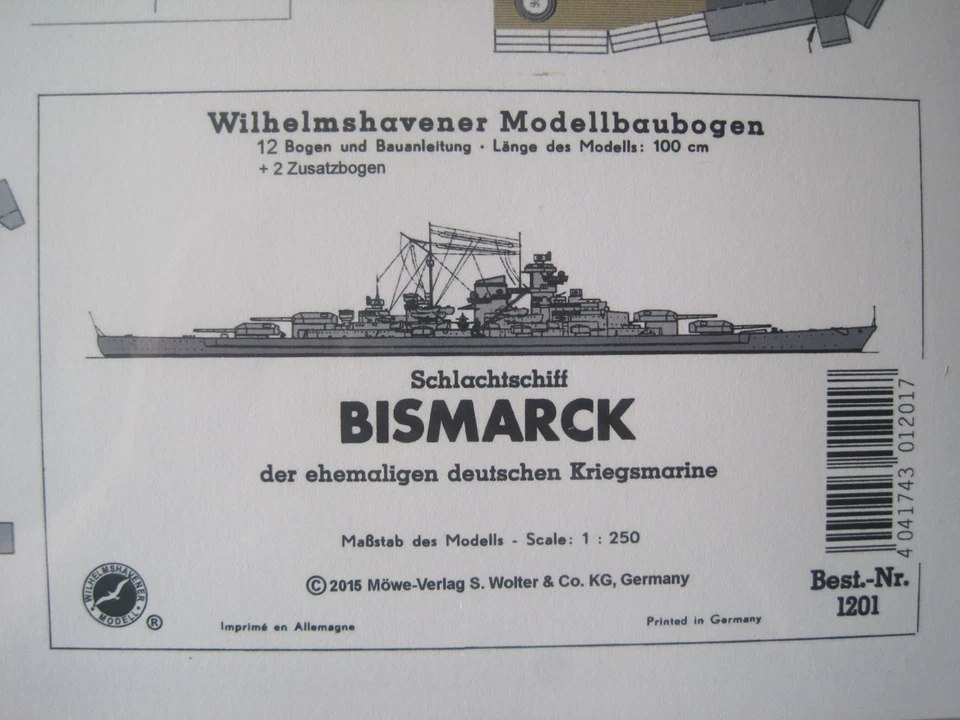 Wilhelmshavener Modellbaubogen
12 Bogen und Bauanleitung · Länge des Modells: 100 cm
+ 2 Zusatzbogen
Schlachtschiff
BISMARCK
der ehemaligen deutschen Kriegsmarine
Maßstab des Modells - Scale: 1 : 250
© 2015 Möwe-Verlag S. Wolter & Co. KG, Germany
WILHELMSHAVENER
MODELL
®
Imprimé en Allemagne
Printed in Germany
4 041743 012017
Best.-Nr.
1201